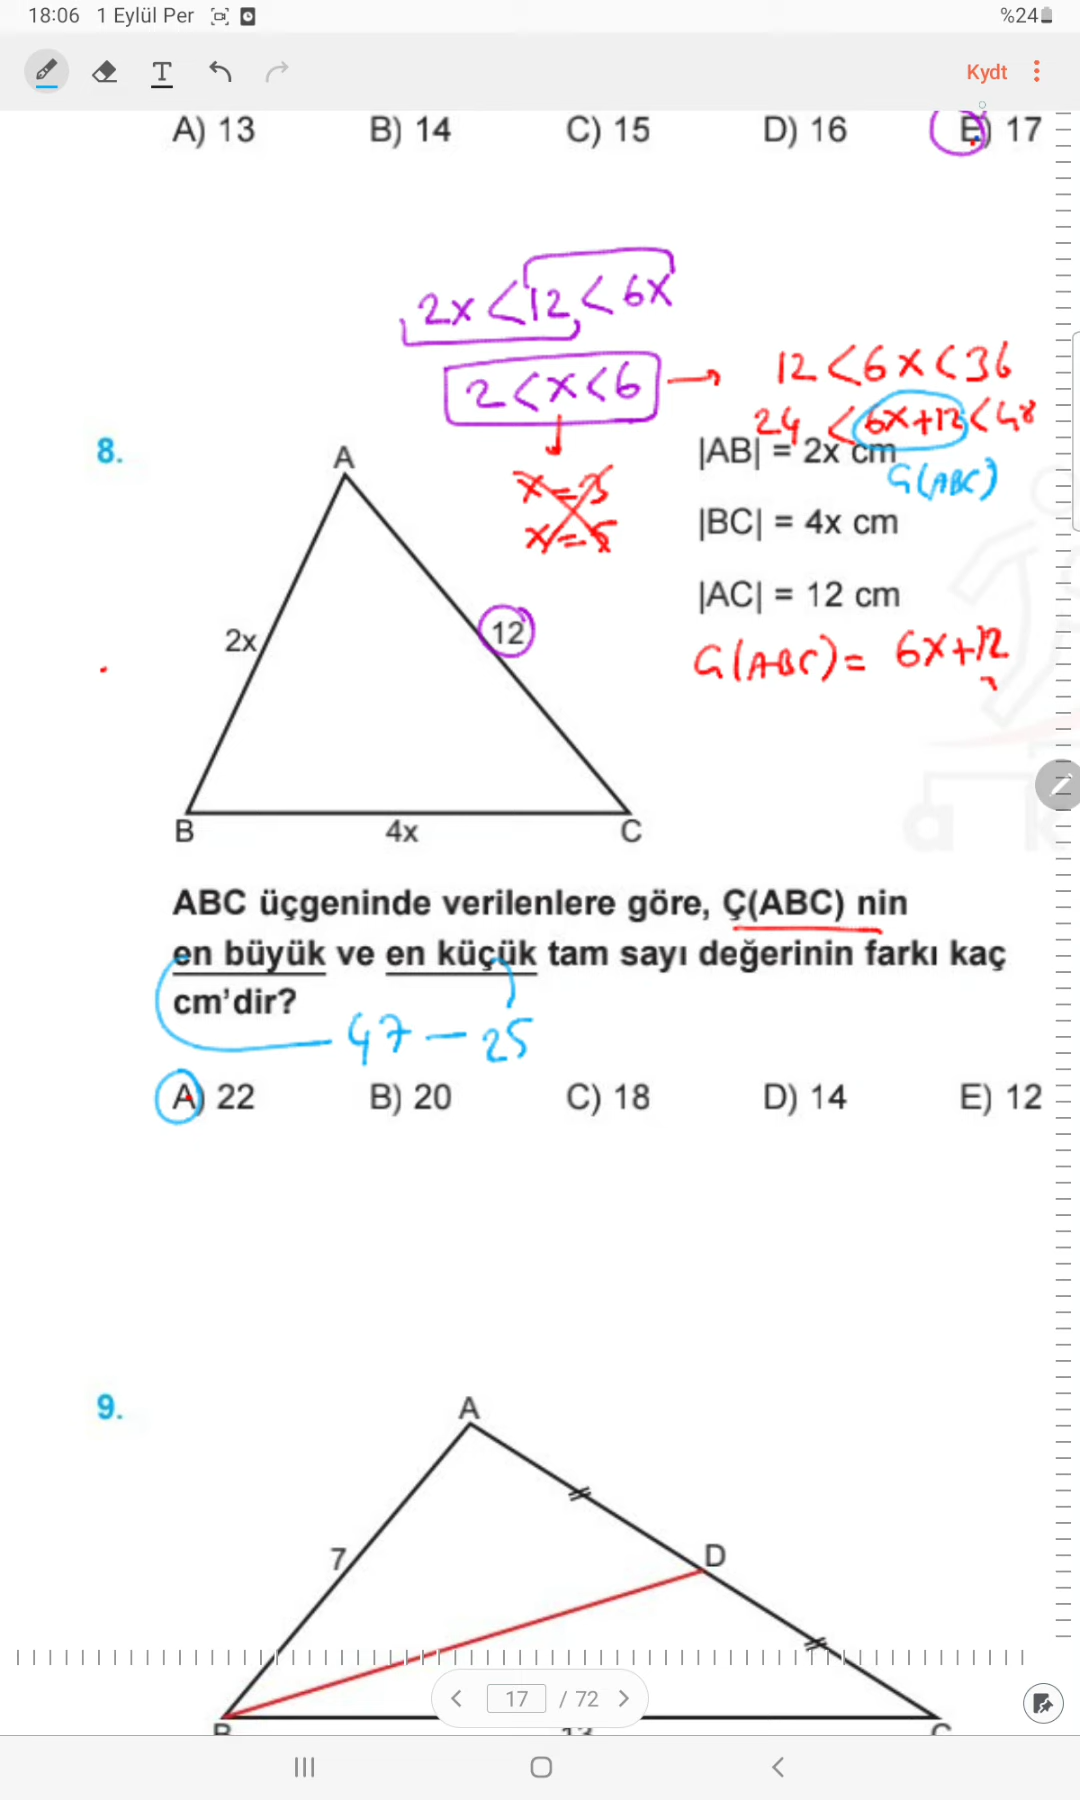 18:06 1 Eylül Per %24
T Kydt
A) 13 B) 14 C) 15 D) 16 E) 17
2x < 12 < 6x
2 < x < 6 → 12 < 6x < 36
24 < 6x+12 < 48
8.
|AB| = 2x cm
Ç(ABC)
x=3
x=5
|BC| = 4x cm
|AC| = 12 cm
Ç(ABC) = 6x+12
A
2x
12
B
4x
C
ABC üçgeninde verilenlere göre, Ç(ABC) nin
en büyük ve en küçük tam sayı değerinin farkı kaç
cm'dir?
47 - 25
A) 22 B) 20 C) 18 D) 14 E) 12
9.
A
7
D
B
13
C
17 / 72